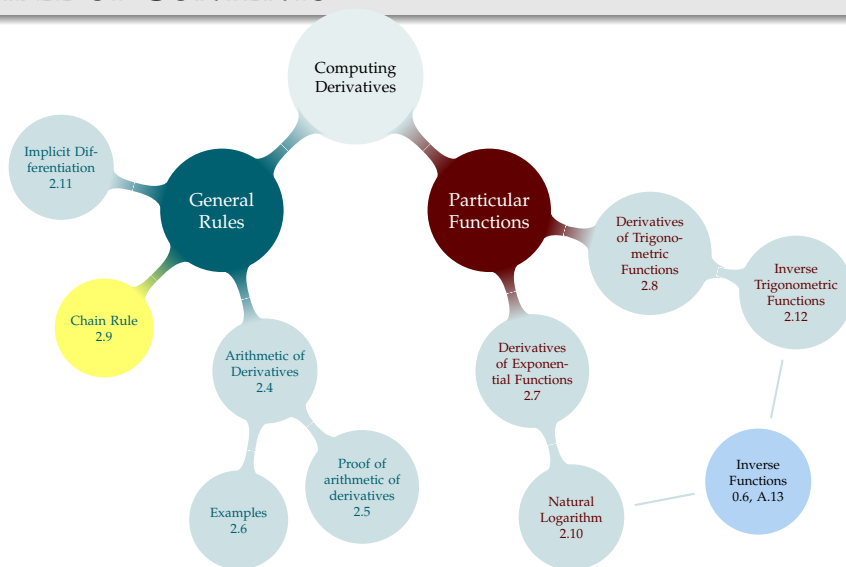 Computing
Derivatives
Implicit Dif-
ferentiation
2.11
General
Rules
Particular
Functions
Derivatives
of Trigono-
metric
Functions
2.8
Inverse
Trigonometric
Functions
2.12
Chain Rule
2.9
Arithmetic of
Derivatives
2.4
Derivatives
of Exponen-
tial Functions
2.7
Proof of
arithmetic of
derivatives
2.5
Inverse
Functions
0.6, A.13
Examples
2.6
Natural
Logarithm
2.10